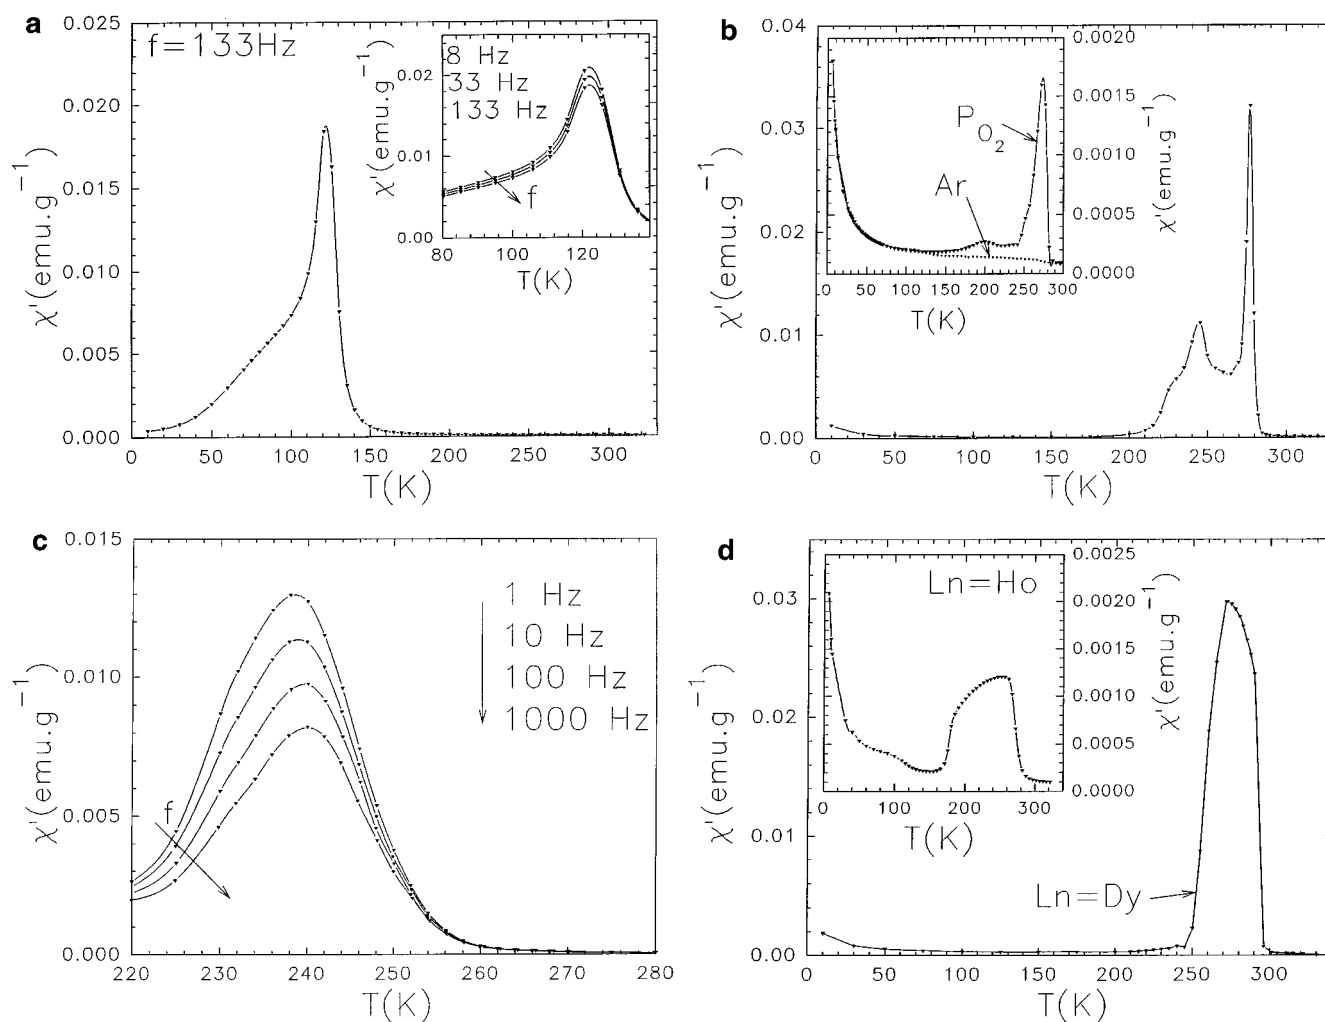 a
f=133Hz
0.025
0.020
0.015
0.010
0.005
0.000
χ'(emu.g⁻¹)
0 50 100 150 200 250 300
T(K)
8 Hz
33 Hz
133 Hz
0.02
0.01
0.00
χ'(emu.g⁻¹)
f
80 100 120
T(K)
b
0.04
0.03
0.02
0.01
0.00
χ'(emu.g⁻¹)
0 50 100 150 200 250 300
T(K)
P_O₂
Ar
0.0020
0.0015
0.0010
0.0005
0.0000
χ'(emu.g⁻¹)
0 50 100 150 200 250 300
T(K)
c
0.015
0.010
0.005
0.000
χ'(emu.g⁻¹)
1 Hz
10 Hz
100 Hz
1000 Hz
f
220 230 240 250 260 270 280
T(K)
d
0.03
0.02
0.01
0.00
χ'(emu.g⁻¹)
Ln=Ho
0.0025
0.0020
0.0015
0.0010
0.0005
0.0000
χ'(emu.g⁻¹)
0 100 200 300
T(K)
Ln=Dy
0 50 100 150 200 250 300
T(K)